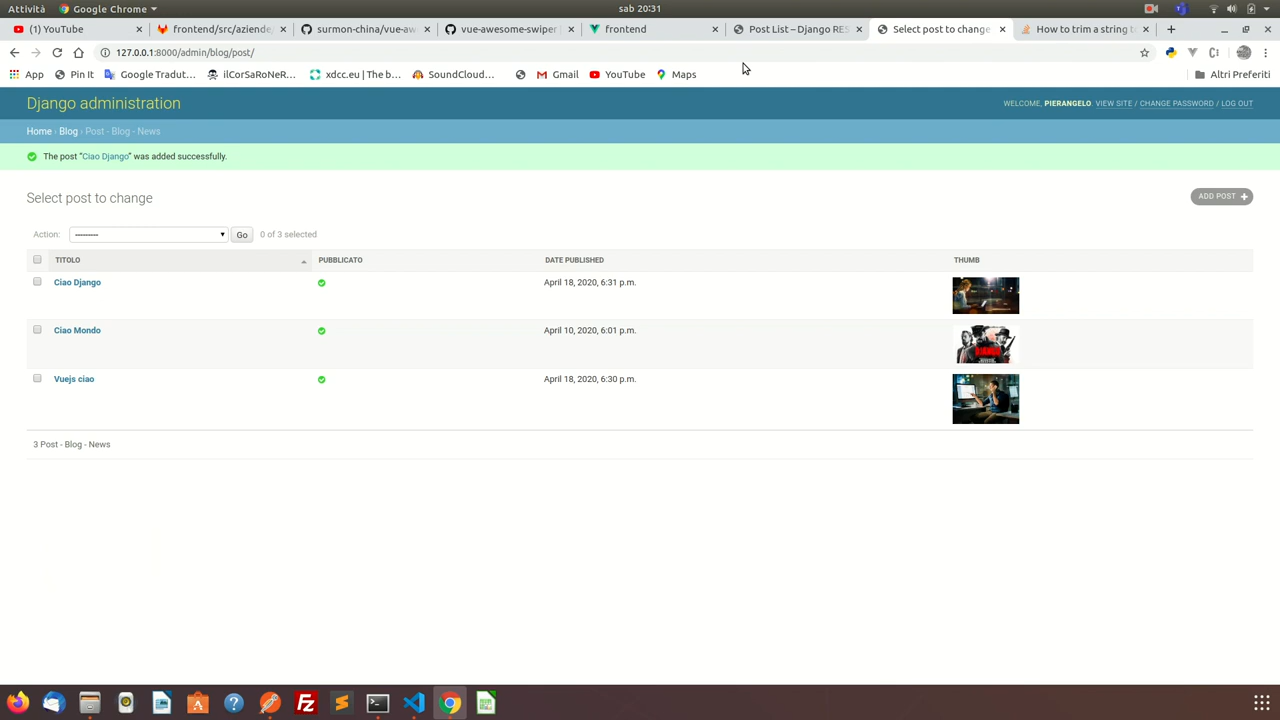 Attività
Google Chrome
sab 20:31
(1) YouTube
frontend/src/aziende
surmon-china/vue-aw
vue-awesome-swiper
frontend
Post List – Django RES
Select post to change
How to trim a string t
127.0.0.1:8000/admin/blog/post/
App
Pin It
Google Tradut...
ilCorSaRoNeR...
xdcc.eu | The b...
SoundCloud...
Gmail
YouTube
Maps
Altri Preferiti
Django administration
WELCOME, PIERANGELO. VIEW SITE / CHANGE PASSWORD / LOG OUT
Home › Blog › Post - Blog - News
The post “Ciao Django” was added successfully.
Select post to change
ADD POST +
Action: --------- Go 0 of 3 selected
TITOLO PUBBLICATO DATE PUBLISHED THUMB
Ciao Django April 18, 2020, 6:31 p.m.
Ciao Mondo April 10, 2020, 6:01 p.m.
Vuejs ciao April 18, 2020, 6:30 p.m.
3 Post - Blog - News